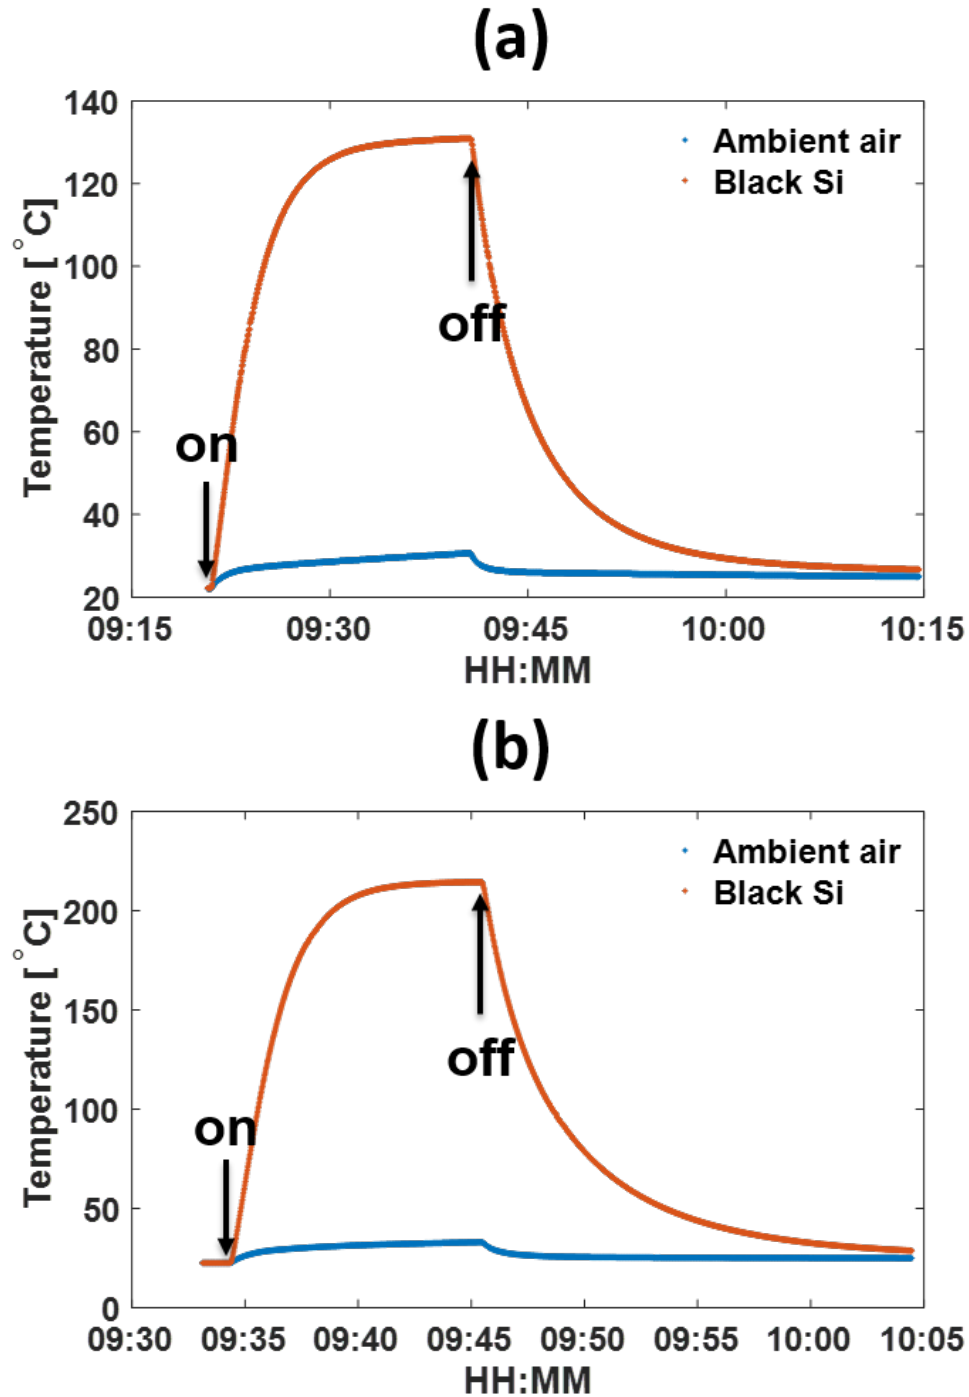 (a)
140
120
100
80
60
40
20
Temperature [°C]
Ambient air
Black Si
on
off
09:15 09:30 09:45 10:00 10:15
HH:MM
(b)
250
200
150
100
50
0
Temperature [°C]
Ambient air
Black Si
on
off
09:30 09:35 09:40 09:45 09:50 09:55 10:00 10:05
HH:MM